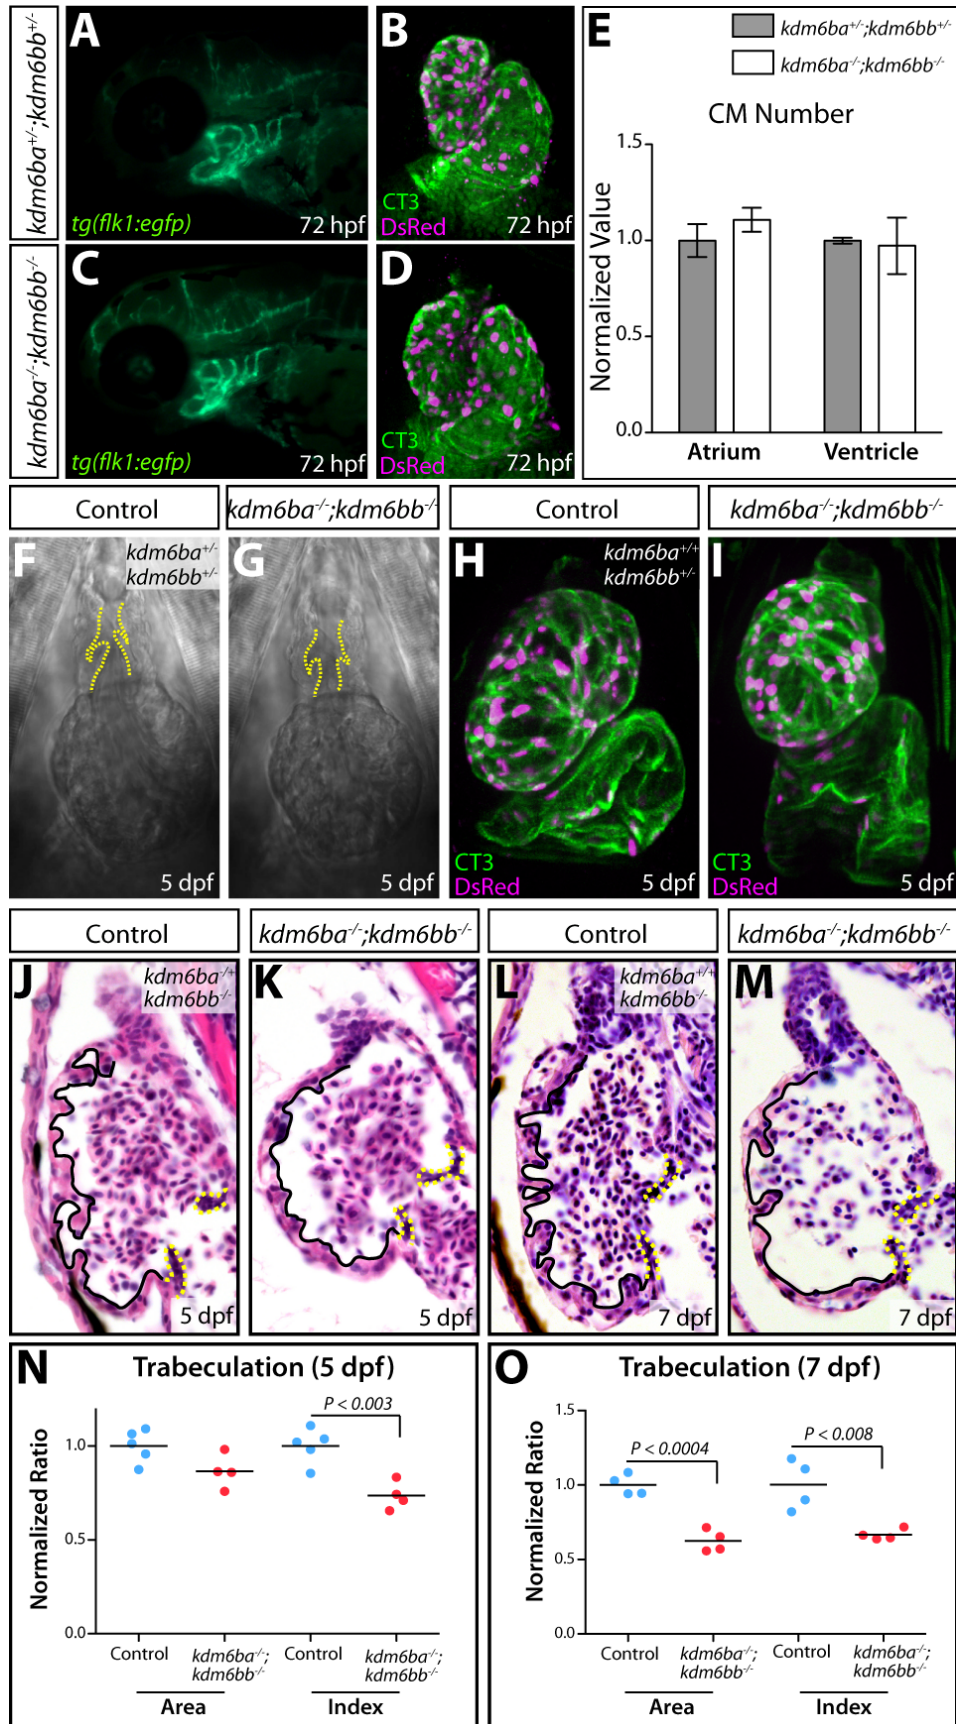 kdm6ba+/-;kdm6bb+/-
A
tg(flk1:egfp)
72 hpf
B
CT3
DsRed
72 hpf
E
kdm6ba+/-;kdm6bb+/-
kdm6ba-/-;kdm6bb-/-
CM Number
Normalized Value
1.5
1.0
0.5
0.0
Atrium
Ventricle
kdm6ba-/-;kdm6bb-/-
C
tg(flk1:egfp)
72 hpf
D
CT3
DsRed
72 hpf
Control
kdm6ba-/-;kdm6bb-/-
Control
kdm6ba-/-;kdm6bb-/-
F
kdm6ba+/-
kdm6bb+/-
5 dpf
G
5 dpf
H
kdm6ba+/+
kdm6bb+/-
CT3
DsRed
5 dpf
I
CT3
DsRed
5 dpf
Control
kdm6ba-/-;kdm6bb-/-
Control
kdm6ba-/-;kdm6bb-/-
J
kdm6ba-/+
kdm6bb-/-
5 dpf
K
5 dpf
L
kdm6ba+/+
kdm6bb-/-
7 dpf
M
7 dpf
N
Trabeculation (5 dpf)
P < 0.003
Normalized Ratio
1.0
0.5
0.0
Control
kdm6ba-/-;
kdm6bb-/-
Control
kdm6ba-/-;
kdm6bb-/-
Area
Index
O
Trabeculation (7 dpf)
P < 0.0004
P < 0.008
Normalized Ratio
1.5
1.0
0.5
0.0
Control
kdm6ba-/-;
kdm6bb-/-
Control
kdm6ba-/-;
kdm6bb-/-
Area
Index